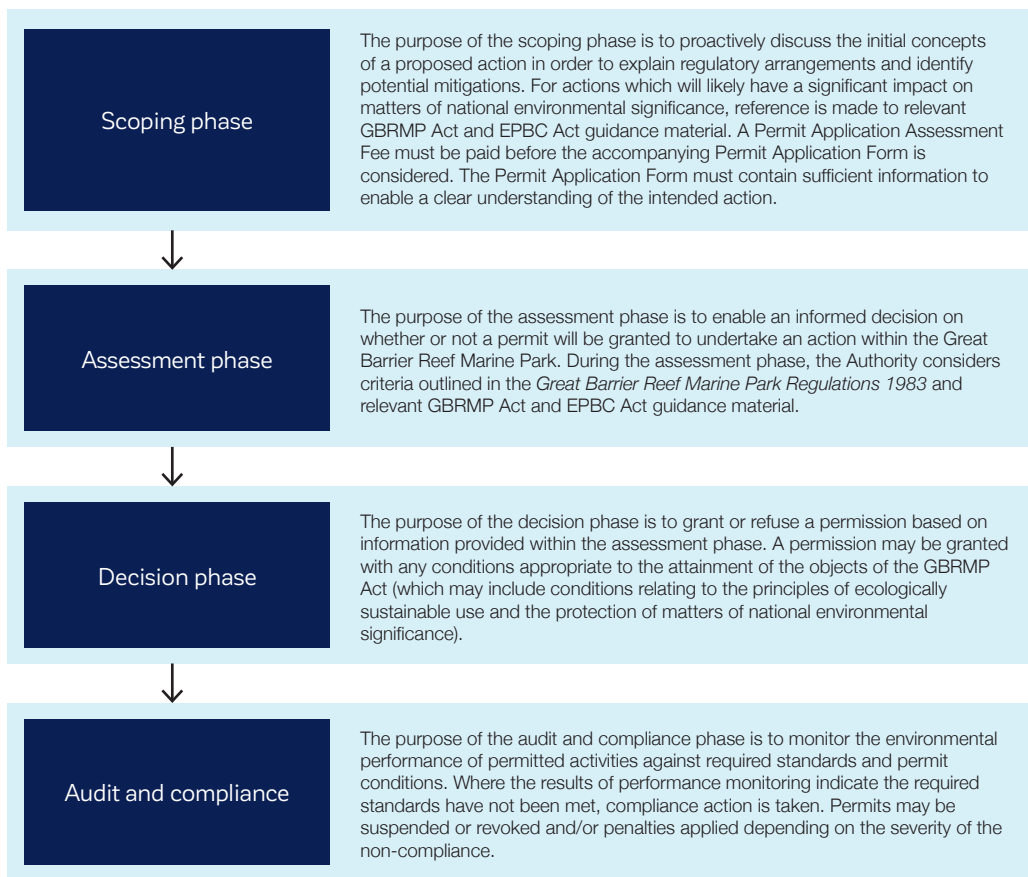 Scoping phase
The purpose of the scoping phase is to proactively discuss the initial concepts
of a proposed action in order to explain regulatory arrangements and identify
potential mitigations. For actions which will likely have a significant impact on
matters of national environmental significance, reference is made to relevant
GBRMP Act and EPBC Act guidance material. A Permit Application Assessment
Fee must be paid before the accompanying Permit Application Form is
considered. The Permit Application Form must contain sufficient information to
enable a clear understanding of the intended action.
Assessment phase
The purpose of the assessment phase is to enable an informed decision on
whether or not a permit will be granted to undertake an action within the Great
Barrier Reef Marine Park. During the assessment phase, the Authority considers
criteria outlined in the Great Barrier Reef Marine Park Regulations 1983 and
relevant GBRMP Act and EPBC Act guidance material.
Decision phase
The purpose of the decision phase is to grant or refuse a permission based on
information provided within the assessment phase. A permission may be granted
with any conditions appropriate to the attainment of the objects of the GBRMP
Act (which may include conditions relating to the principles of ecologically
sustainable use and the protection of matters of national environmental
significance).
Audit and compliance
The purpose of the audit and compliance phase is to monitor the environmental
performance of permitted activities against required standards and permit
conditions. Where the results of performance monitoring indicate the required
standards have not been met, compliance action is taken. Permits may be
suspended or revoked and/or penalties applied depending on the severity of the
non-compliance.